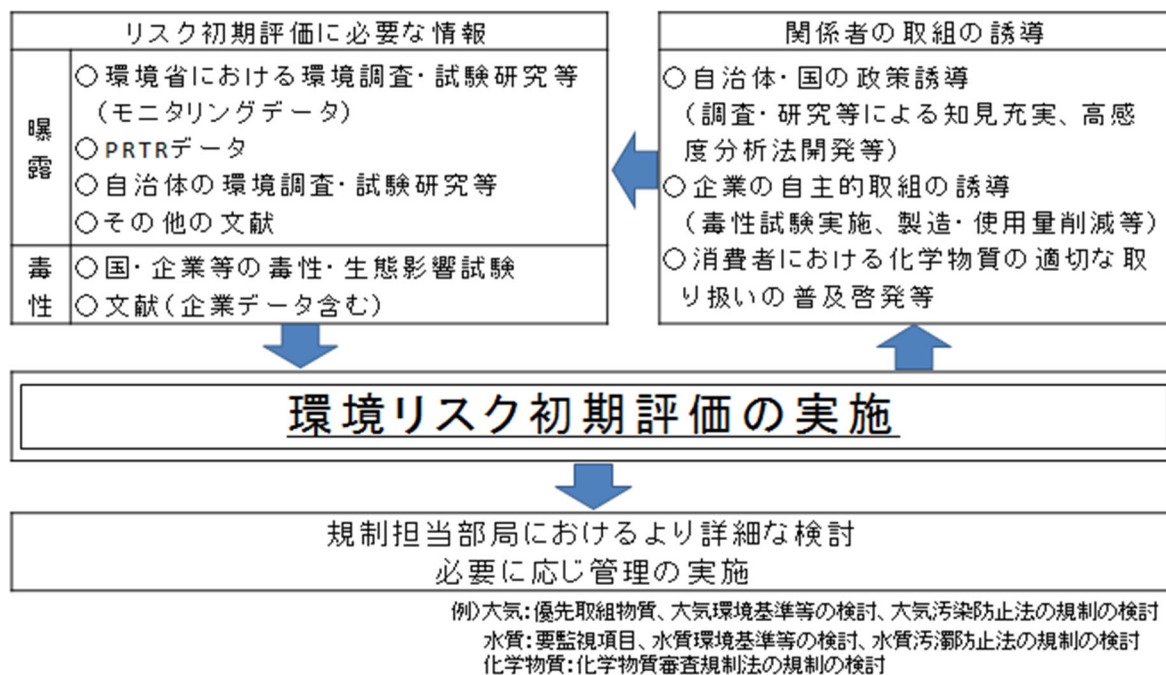 リスク初期評価に必要な情報
曝露
○環境省における環境調査・試験研究等
(モニタリングデータ)
○PRTRデータ
○自治体の環境調査・試験研究等
○その他の文献
毒性
○国・企業等の毒性・生態影響試験
○文献(企業データ含む)
関係者の取組の誘導
○自治体・国の政策誘導
(調査・研究等による知見充実、高感
度分析法開発等)
○企業の自主的取組の誘導
(毒性試験実施、製造・使用量削減等)
○消費者における化学物質の適切な取
り扱いの普及啓発等
環境リスク初期評価の実施
規制担当部局におけるより詳細な検討
必要に応じ管理の実施
例)大気:優先取組物質、大気環境基準等の検討、大気汚染防止法の規制の検討
水質:要監視項目、水質環境基準等の検討、水質汚濁防止法の規制の検討
化学物質:化学物質審査規制法の規制の検討